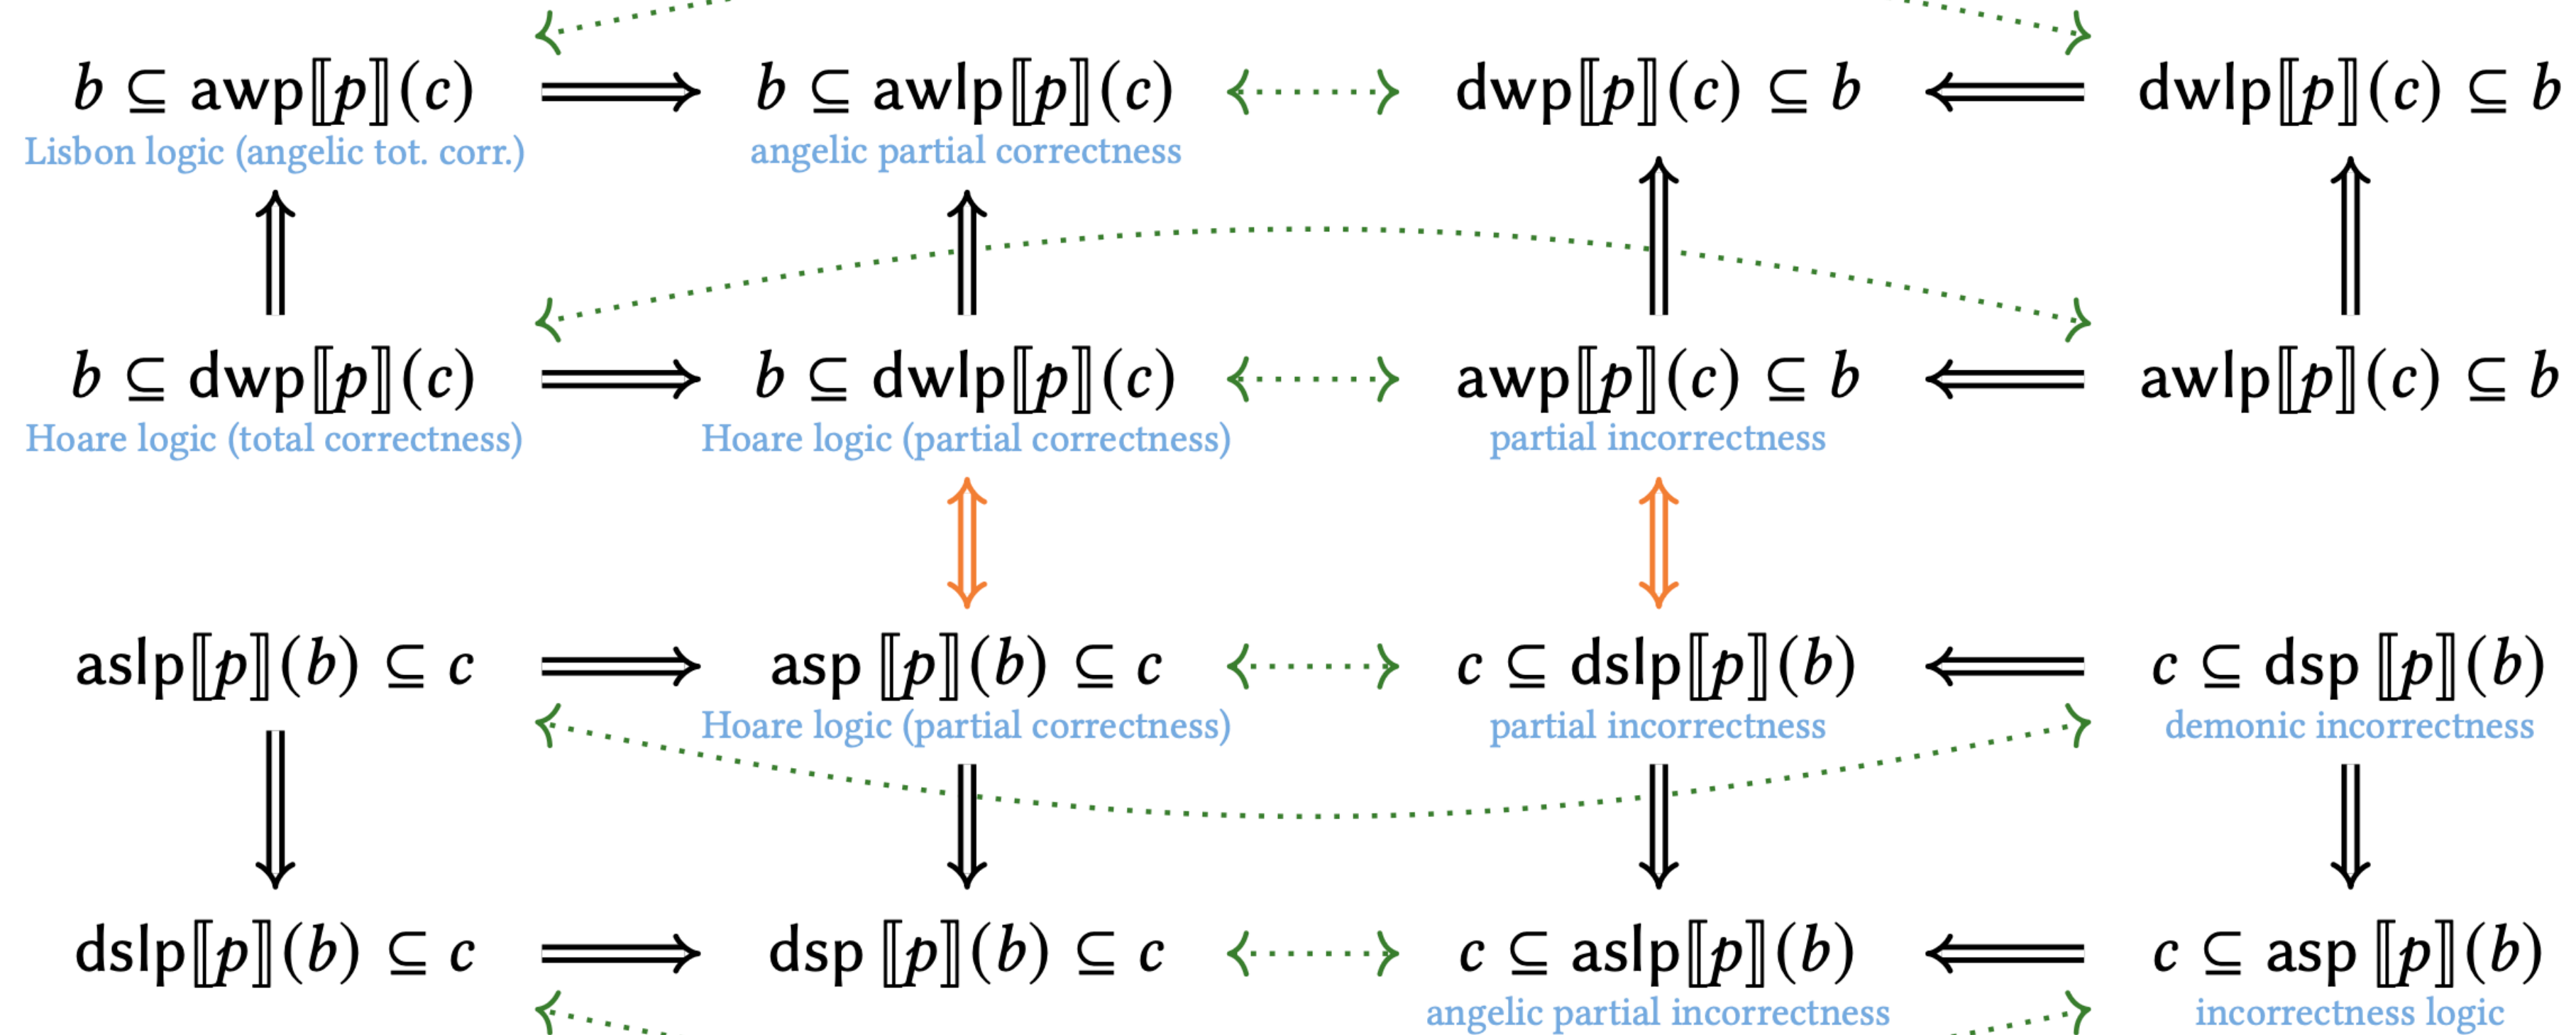 b ⊆ awp⟦p⟧(c) ⟹ b ⊆ awlp⟦p⟧(c) dwp⟦p⟧(c) ⊆ b ⟸ dwlp⟦p⟧(c) ⊆ b
Lisbon logic (angelic tot. corr.) angelic partial correctness
b ⊆ dwp⟦p⟧(c) ⟹ b ⊆ dwlp⟦p⟧(c) awp⟦p⟧(c) ⊆ b ⟸ awlp⟦p⟧(c) ⊆ b
Hoare logic (total correctness) Hoare logic (partial correctness) partial incorrectness
aslp⟦p⟧(b) ⊆ c ⟹ asp ⟦p⟧(b) ⊆ c c ⊆ dslp⟦p⟧(b) ⟸ c ⊆ dsp ⟦p⟧(b)
Hoare logic (partial correctness) partial incorrectness demonic incorrectness
dslp⟦p⟧(b) ⊆ c ⟹ dsp ⟦p⟧(b) ⊆ c c ⊆ aslp⟦p⟧(b) ⟸ c ⊆ asp ⟦p⟧(b)
angelic partial incorrectness incorrectness logic